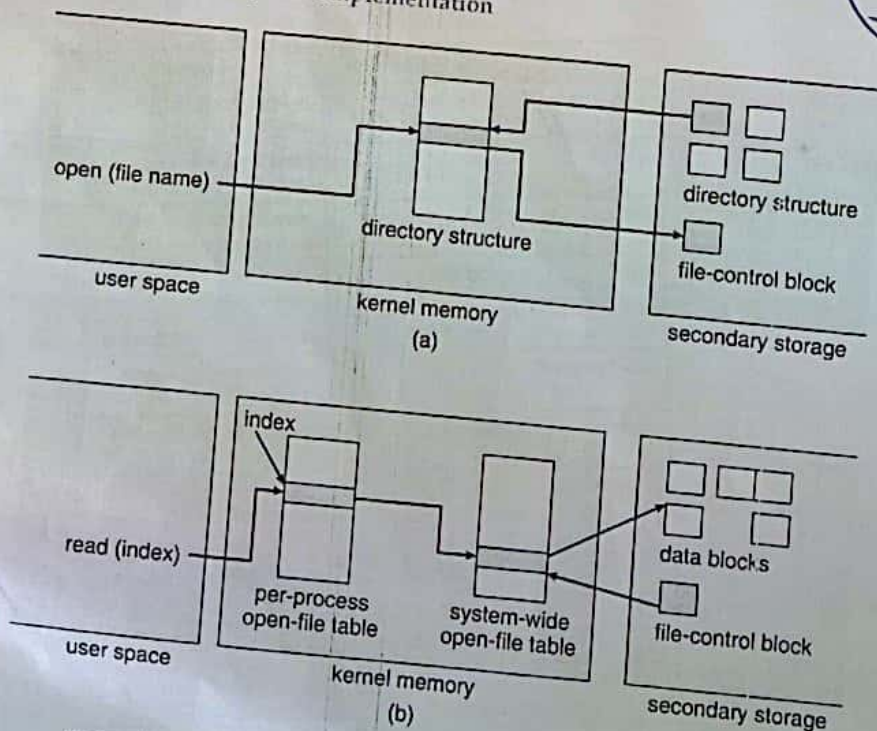 open (file name)
directory structure
directory structure
file-control block
user space
kernel memory
secondary storage
(a)
index
read (index)
data blocks
per-process
open-file table
system-wide
open-file table
file-control block
user space
kernel memory
secondary storage
(b)